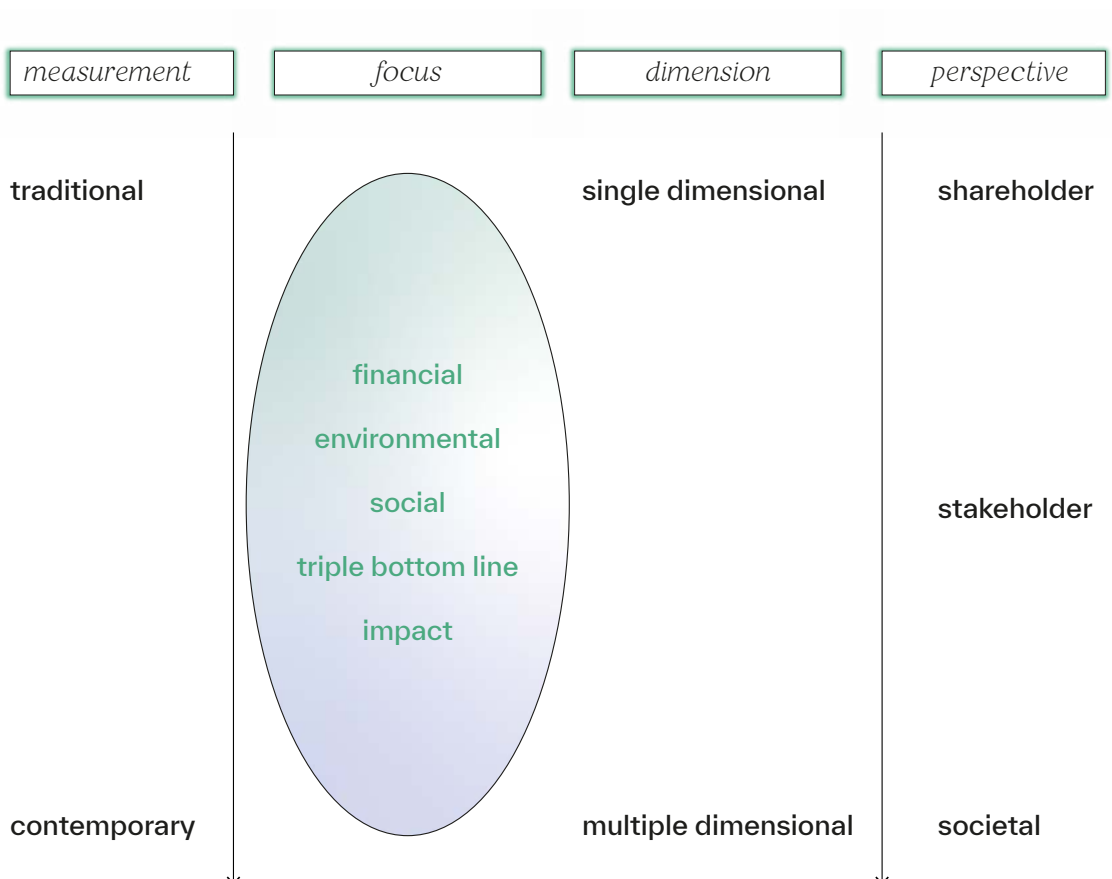 measurement
focus
dimension
perspective
traditional
single dimensional
shareholder
financial
environmental
social
stakeholder
triple bottom line
impact
contemporary
multiple dimensional
societal